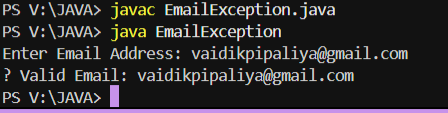 PS V:\JAVA> javac EmailException.java
PS V:\JAVA> java EmailException
Enter Email Address: vaidikpipaliya@gmail.com
? Valid Email: vaidikpipaliya@gmail.com
PS V:\JAVA>